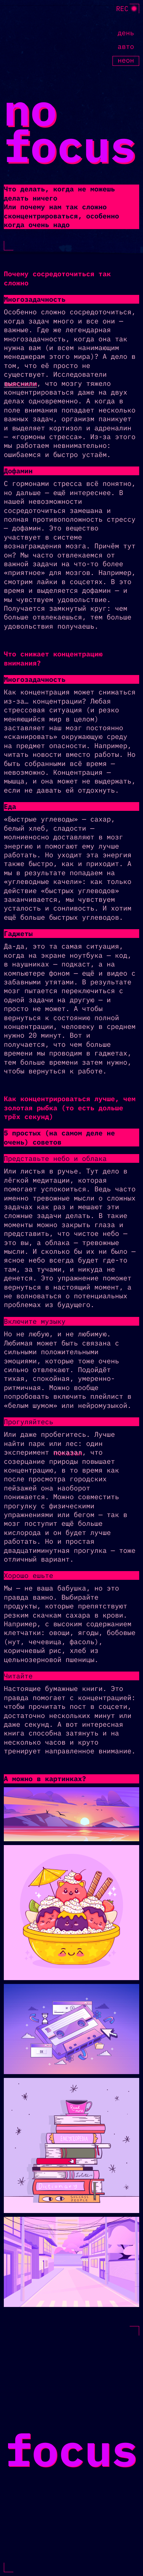 REC
день
авто
неон
no
focus
Что делать, когда не можешь
делать ничего
Или почему нам так сложно
сконцентрироваться, особенно
когда очень надо
Почему сосредоточиться так
сложно
Многозадачность
Особенно сложно сосредоточиться,
когда задач много и все они —
важные. Где же легендарная
многозадачность, когда она так
нужна вам (и всем нанимающим
менеджерам этого мира)? А дело в
том, что её просто не
существует. Исследователи
выяснили, что мозгу тяжело
концентрироваться даже на двух
делах одновременно. А когда в
поле внимания попадает несколько
важных задач, организм паникует
и выделяет кортизол и адреналин
— «гормоны стресса». Из-за этого
мы работаем невнимательно:
ошибаемся и быстро устаём.
Дофамин
С гормонами стресса всё понятно,
но дальше — ещё интереснее. В
нашей невозможности
сосредоточиться замешана и
полная противоположность стрессу
— дофамин. Это вещество
участвует в системе
вознаграждения мозга. Причём тут
он? Мы часто отвлекаемся от
важной задачи на что-то более
«приятное» для мозгов. Например,
смотрим лайки в соцсетях. В это
время и выделяется дофамин — и
мы чувствуем удовольствие.
Получается замкнутый круг: чем
больше отвлекаешься, тем больше
удовольствия получаешь.
Что снижает концентрацию
внимания?
Многозадачность
Как концентрация может снижаться
из-за… концентрации? Любая
стрессовая ситуация (и резко
меняющийся мир в целом)
заставляет наш мозг постоянно
«сканировать» окружающую среду
на предмет опасности. Например,
читать новости вместо работы. Но
быть собранными всё время —
невозможно. Концентрация —
мышца, и она может не выдержать,
если не давать ей отдохнуть.
Еда
«Быстрые углеводы» — сахар,
белый хлеб, сладости —
молниеносно доставляют в мозг
энергию и помогают ему лучше
работать. Но уходит эта энергия
также быстро, как и приходит. А
мы в результате попадаем на
«углеводные качели»: как только
действие «быстрых углеводов»
заканчивается, мы чувствуем
усталость и сонливость. И хотим
ещё больше быстрых углеводов.
Гаджеты
Да-да, это та самая ситуация,
когда на экране ноутбука — код,
в наушниках — подкаст, а на
компьютере фоном — ещё и видео с
забавными утятами. В результате
мозг пытается переключиться с
одной задачи на другую — и
просто не может. А чтобы
вернуться к состоянию полной
концентрации, человеку в среднем
нужно 20 минут. Вот и
получается, что чем больше
времени мы проводим в гаджетах,
тем больше времени затем нужно,
чтобы вернуться к работе.
Как концентрироваться лучше, чем
золотая рыбка (то есть дольше
трёх секунд)
5 простых (на самом деле не
очень) советов
Представьте небо и облака
Или листья в ручье. Тут дело в
лёгкой медитации, которая
помогает успокоиться. Ведь часто
именно тревожные мысли о сложных
задачах как раз и мешают эти
сложные задачи делать. В такие
моменты можно закрыть глаза и
представить, что чистое небо —
это вы, а облака — тревожные
мысли. И сколько бы их ни было —
ясное небо всегда будет где-то
там, за тучами, и никуда не
денется. Это упражнение поможет
вернуться в настоящий момент, а
не волноваться о потенциальных
проблемах из будущего.
Включите музыку
Но не любую, и не любимую.
Любимая может быть связана с
сильными положительными
эмоциями, которые тоже очень
сильно отвлекают. Подойдёт
тихая, спокойная, умеренно-
ритмичная. Можно вообще
попробовать включить плейлист в
«белым шумом» или нейромузыкой.
Прогуляйтесь
Или даже пробегитесь. Лучше
найти парк или лес: один
эксперимент показал, что
созерцание природы повышает
концентрацию, в то время как
после просмотра городских
пейзажей она наоборот
понижается. Можно совместить
прогулку с физическими
упражнениями или бегом — так в
мозг поступит ещё больше
кислорода и он будет лучше
работать. Но и простая
двадцатиминутная прогулка — тоже
отличный вариант.
Хорошо ешьте
Мы — не ваша бабушка, но это
правда важно. Выбирайте
продукты, которые препятствуют
резким скачкам сахара в крови.
Например, с высоким содержанием
клетчатки: овощи, ягоды, бобовые
(нут, чечевица, фасоль),
коричневый рис, хлеб из
цельнозерновой пшеницы.
Читайте
Настоящие бумажные книги. Это
правда помогает с концентрацией:
чтобы прочитать пост в соцсети,
достаточно нескольких минут или
даже секунд. А вот интересная
книга способна затянуть и на
несколько часов и круто
тренирует направленное внимание.
А можно в картинках?
focus